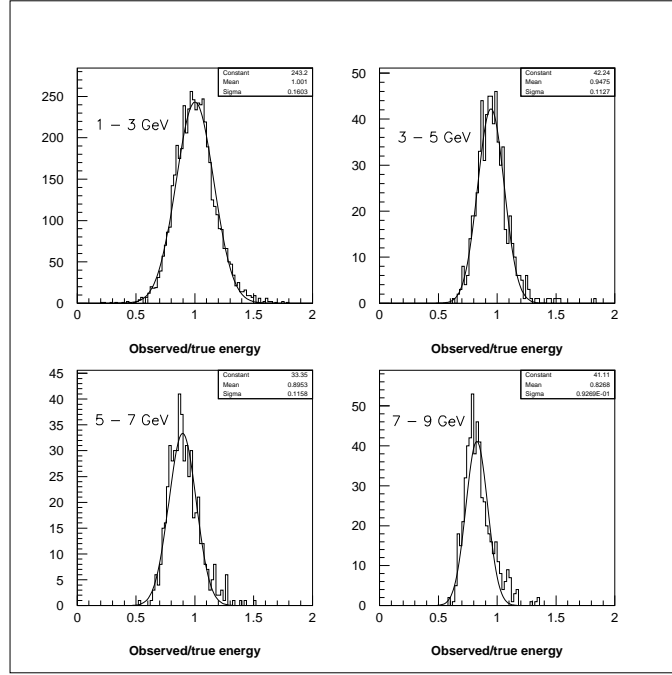 Constant 243.2
Mean 1.001
Sigma 0.1603
1 – 3 GeV
250
200
150
100
50
0
0 0.5 1 1.5 2
Observed/true energy
Constant 42.24
Mean 0.9475
Sigma 0.1127
3 – 5 GeV
50
40
30
20
10
0
0 0.5 1 1.5 2
Observed/true energy
Constant 33.35
Mean 0.8953
Sigma 0.1158
5 – 7 GeV
45
40
35
30
25
20
15
10
5
0
0 0.5 1 1.5 2
Observed/true energy
Constant 41.11
Mean 0.8268
Sigma 0.9269E-01
7 – 9 GeV
50
40
30
20
10
0
0 0.5 1 1.5 2
Observed/true energy